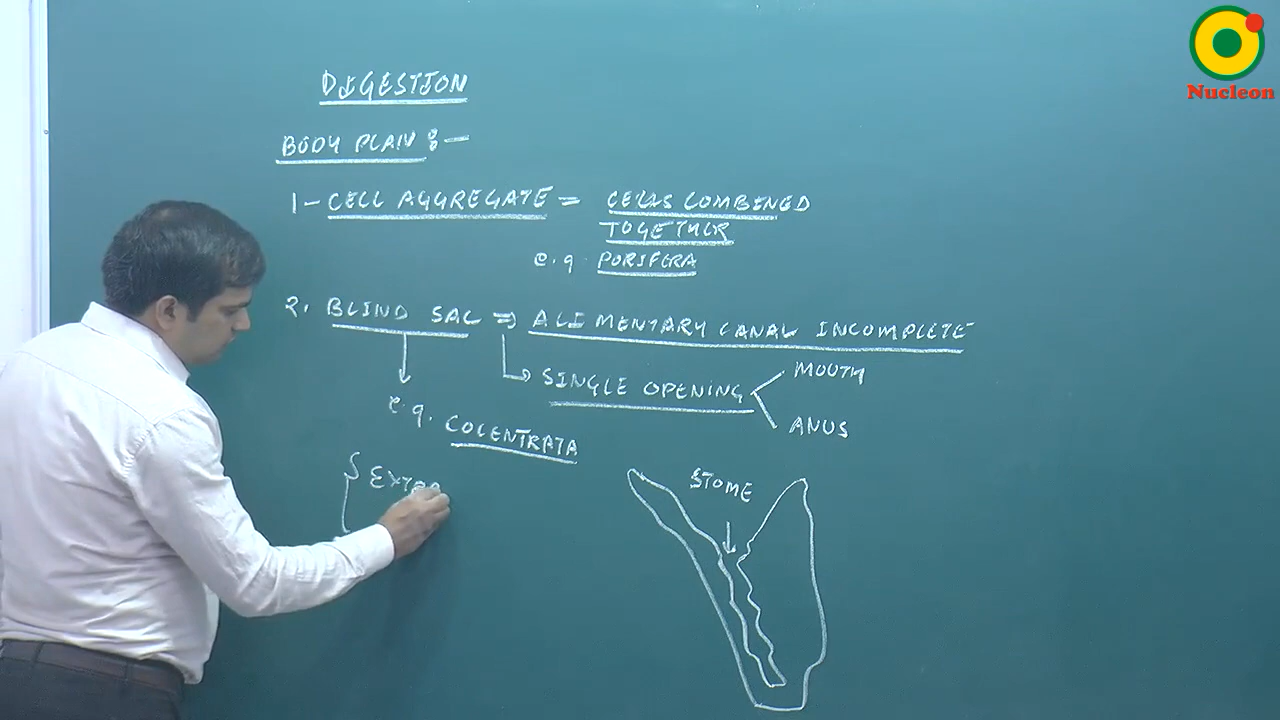 Nucleon
DIGESTION
BODY PLAN :-
1- CELL AGGREGATE = CELLS COMBINED
TOGETHER
e.g. PORIFERA
2. BLIND SAC => ALIMENTARY CANAL INCOMPLETE
SINGLE OPENING
MOUTH
ANUS
e.g. COLENTRATA
STOME